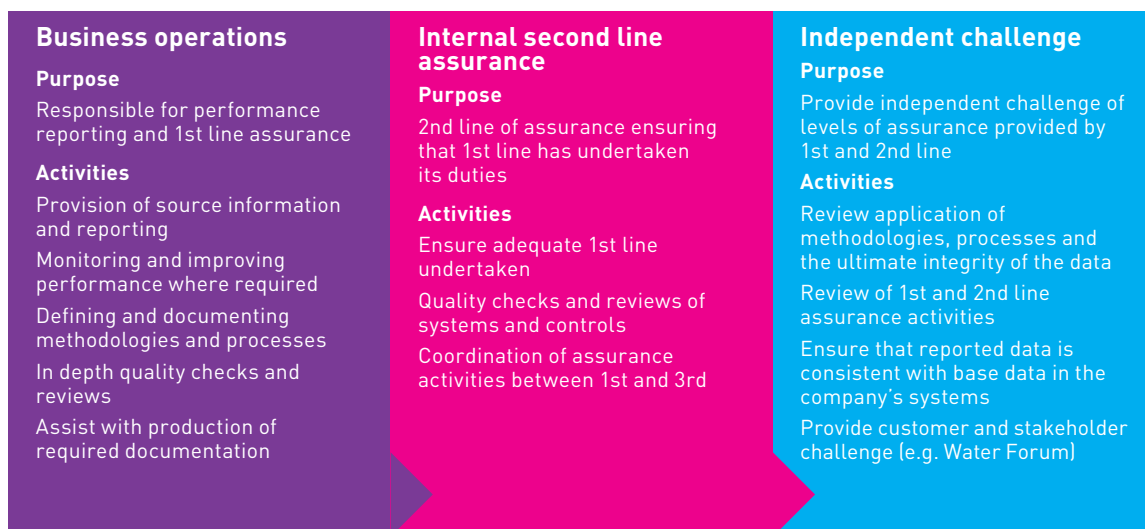 Business operations
Purpose
Responsible for performance
reporting and 1st line assurance
Activities
Provision of source information
and reporting
Monitoring and improving
performance where required
Defining and documenting
methodologies and processes
In depth quality checks and
reviews
Assist with production of
required documentation
Internal second line
assurance
Purpose
2nd line of assurance ensuring
that 1st line has undertaken
its duties
Activities
Ensure adequate 1st line
undertaken
Quality checks and reviews of
systems and controls
Coordination of assurance
activities between 1st and 3rd
Independent challenge
Purpose
Provide independent challenge of
levels of assurance provided by
1st and 2nd line
Activities
Review application of
methodologies, processes and
the ultimate integrity of the data
Review of 1st and 2nd line
assurance activities
Ensure that reported data is
consistent with base data in the
company's systems
Provide customer and stakeholder
challenge (e.g. Water Forum)